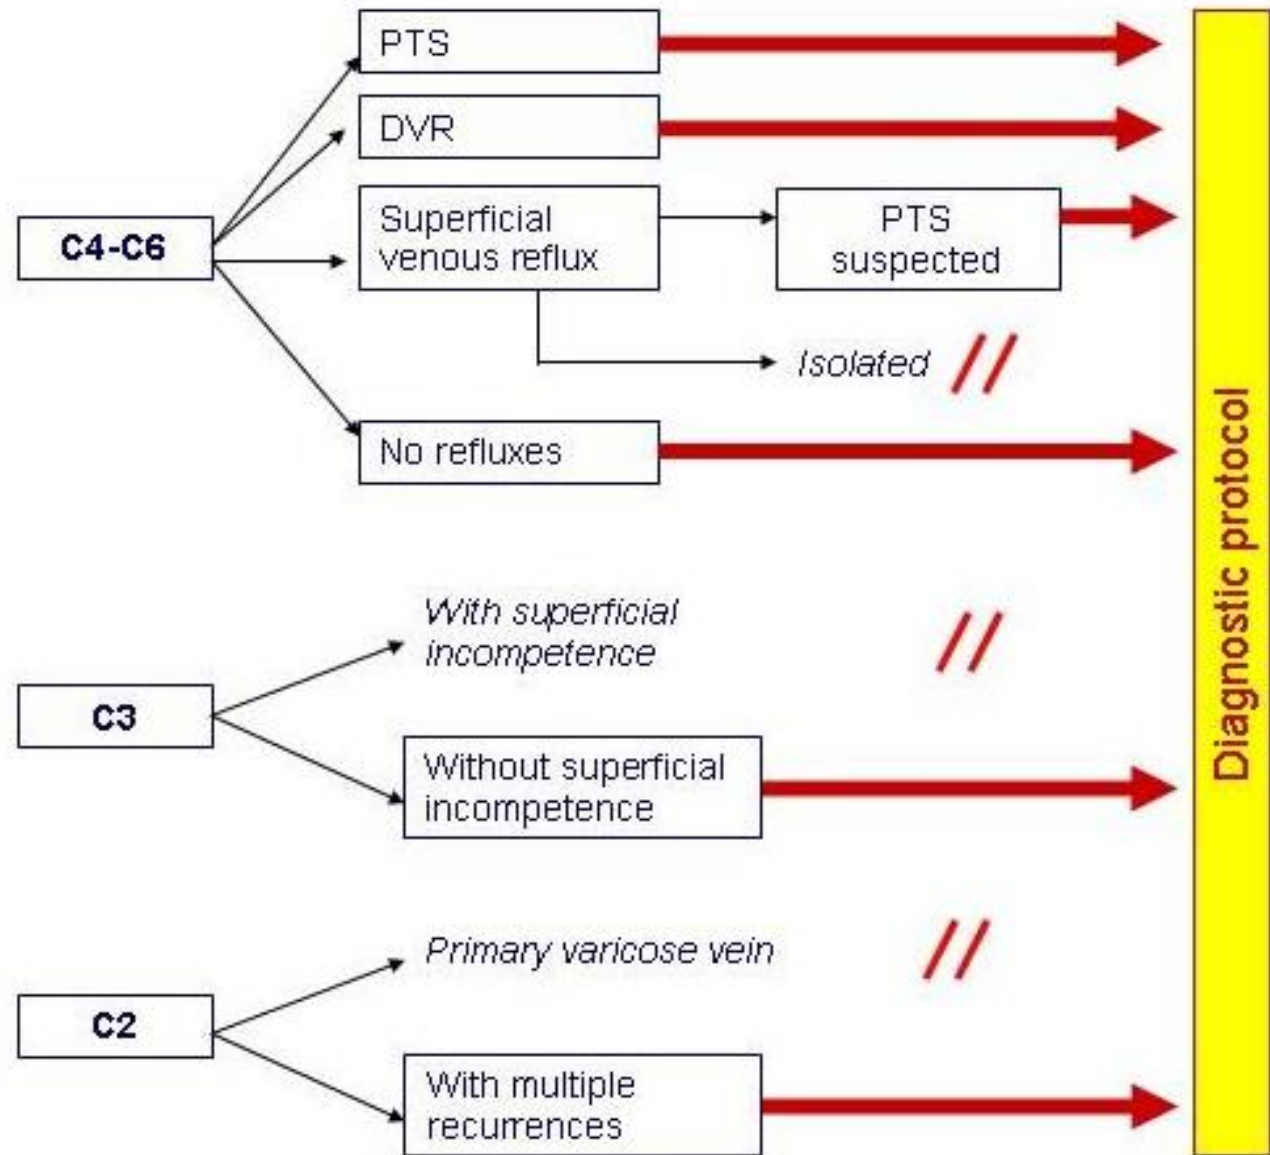 PTS
DVR
C4-C6
Superficial
venous reflux
PTS
suspected
Isolated
No refluxes
Diagnostic protocol
With superficial
incompetence
C3
Without superficial
incompetence
Primary varicose vein
C2
With multiple
recurrences